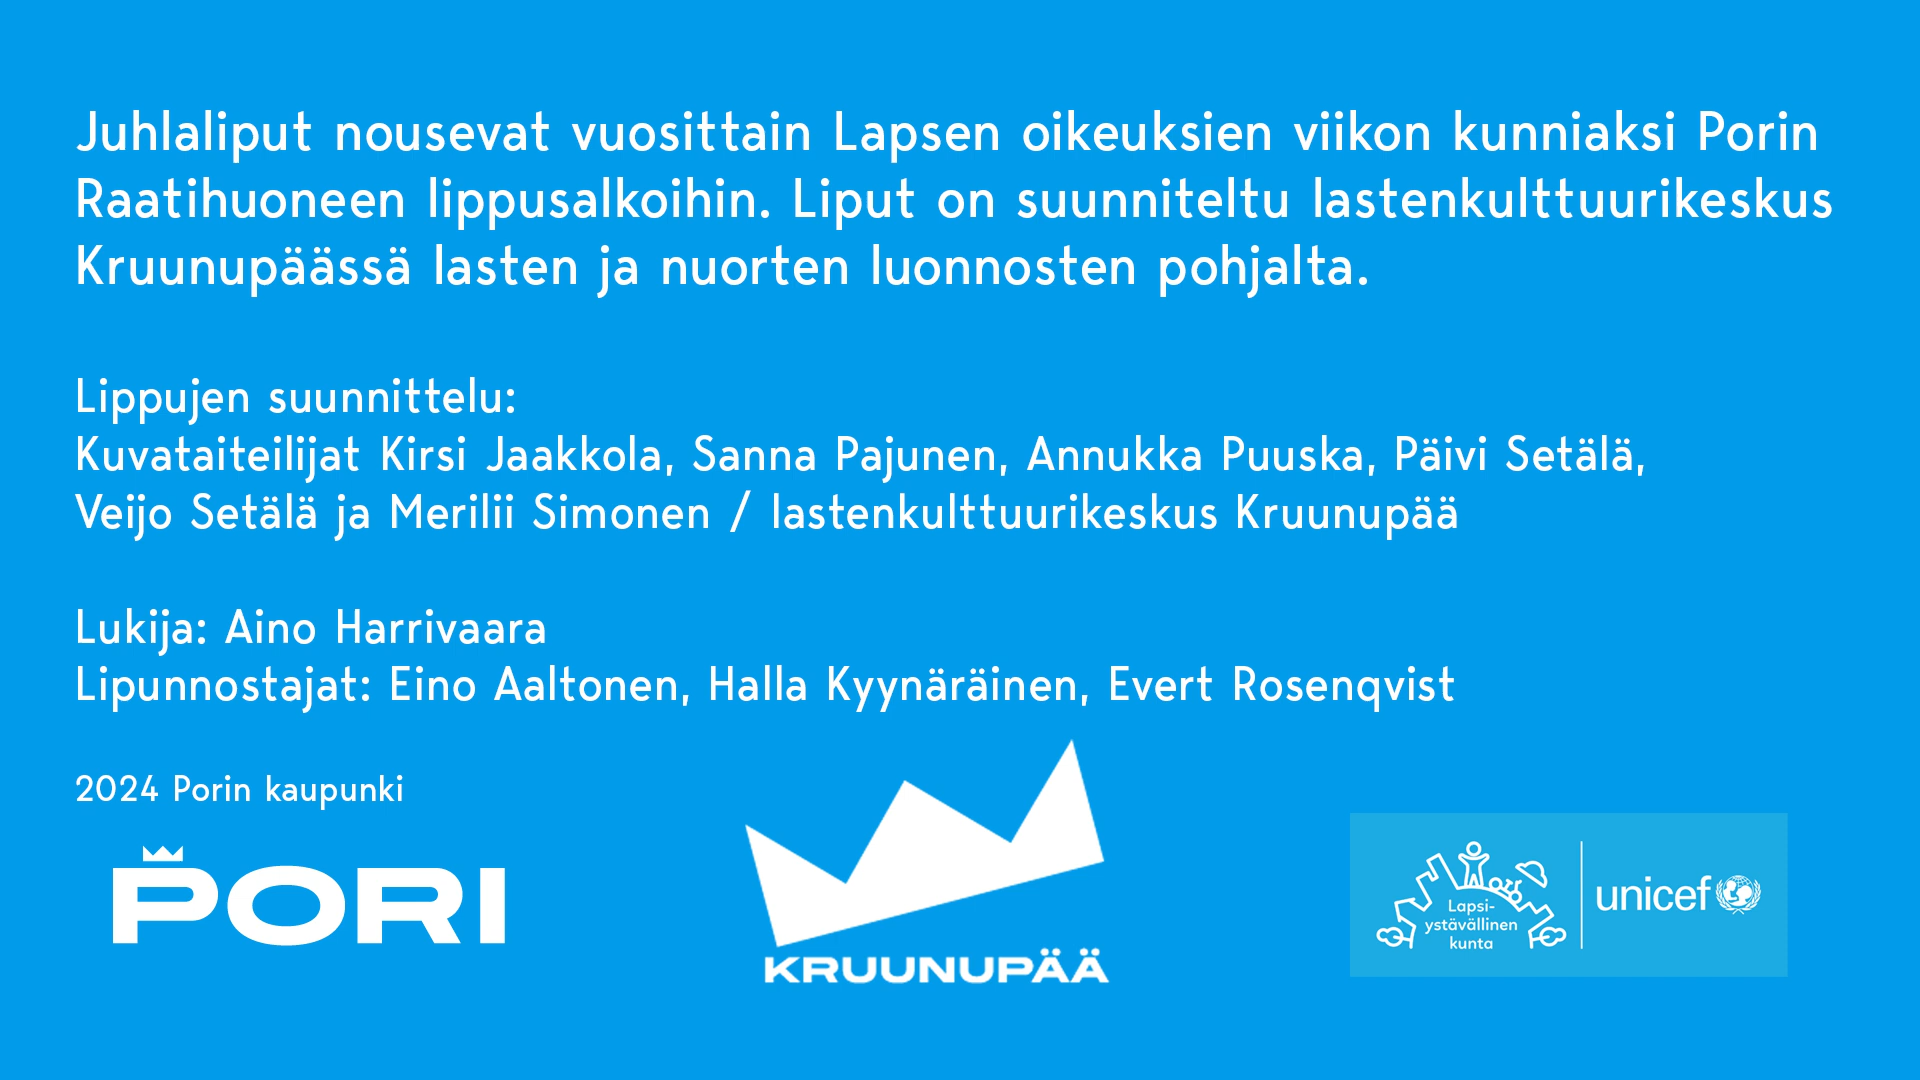 Juhlaliput nousevat vuosittain Lapsen oikeuksien viikon kunniaksi Porin
Raatihuoneen lippusalkoihin. Liput on suunniteltu lastenkulttuurikeskus
Kruunupäässä lasten ja nuorten luonnosten pohjalta.
Lippujen suunnittelu:
Kuvataiteilijat Kirsi Jaakkola, Sanna Pajunen, Annukka Puuska, Päivi Setälä,
Veijo Setälä ja Merilii Simonen / lastenkulttuurikeskus Kruunupää
Lukija: Aino Harrivaara
Lipunnostajat: Eino Aaltonen, Halla Kyynäräinen, Evert Rosenqvist
2024 Porin kaupunki
PORI
KRUUNUPÄÄ
Lapsi-
ystävällinen
kunta
unicef